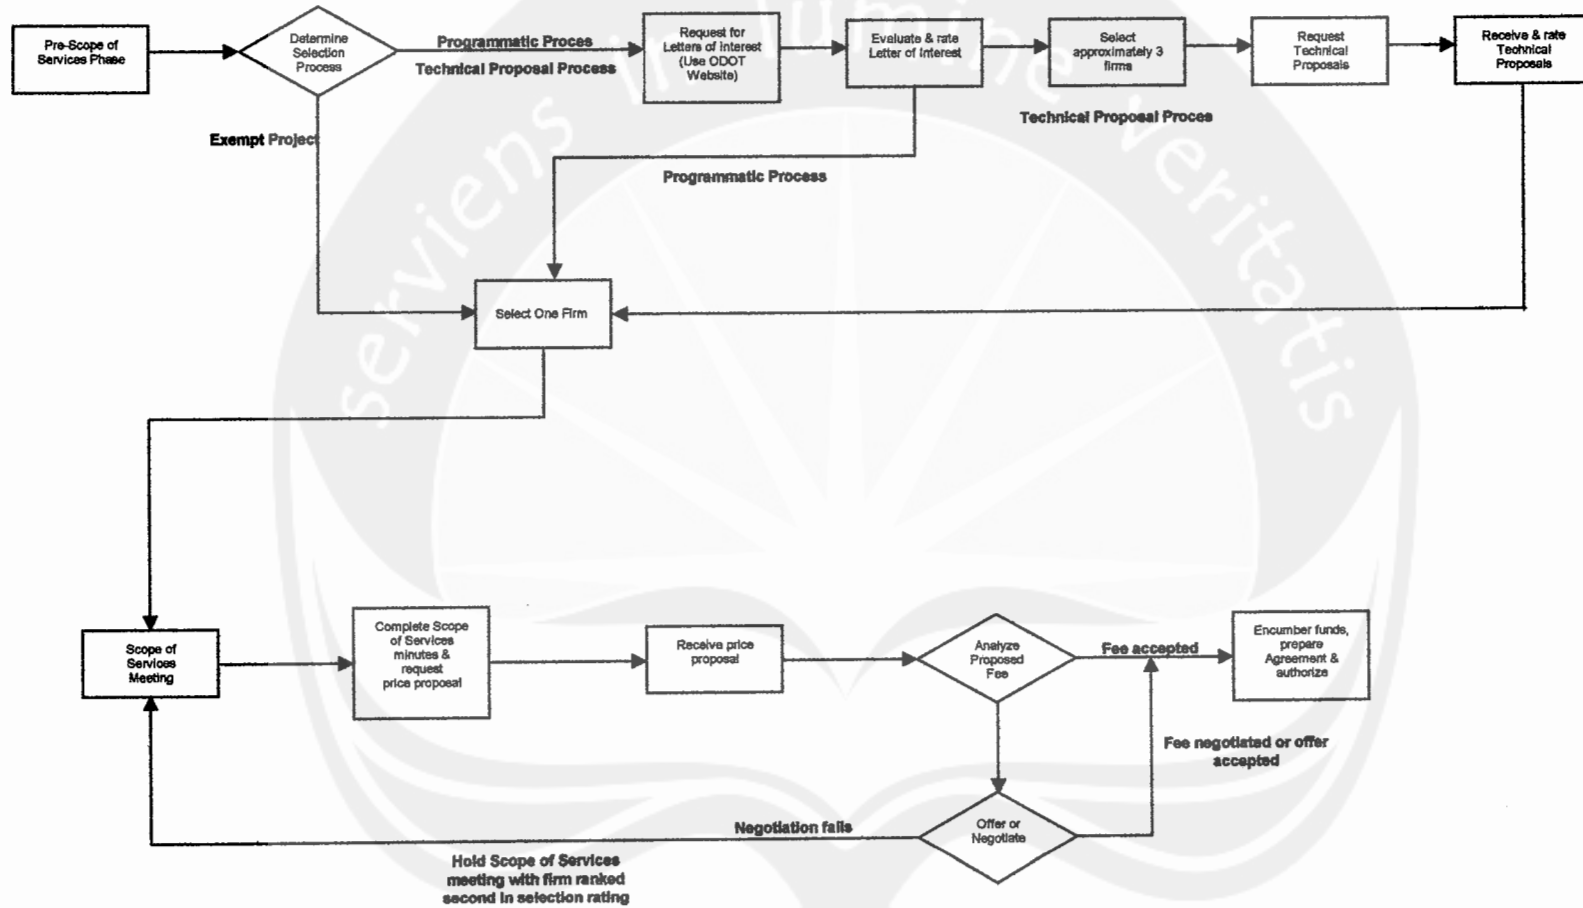 Pre-Scope of
Services Phase
Determine
Selection
Process
Programmatic Proces
Technical Proposal Process
Request for
Letters of Interest
(Use ODOT
Website)
Evaluate & rate
Letter of Interest
Select
approximately 3
firms
Request
Technical
Proposals
Receive & rate
Technical
Proposals
Exempt Project
Technical Proposal Proces
Programmatic Process
Select One Firm
Scope of
Services
Meeting
Complete Scope
of Services
minutes &
request
price proposal
Receive price
proposal
Analyze
Proposed
Fee
Fee accepted
Encumber funds,
prepare
Agreement &
authorize
Fee negotiated or offer
accepted
Offer or
Negotiate
Negotiation fails
Hold Scope of Services
meeting with firm ranked
second in selection rating
serviens in lumine veritatis